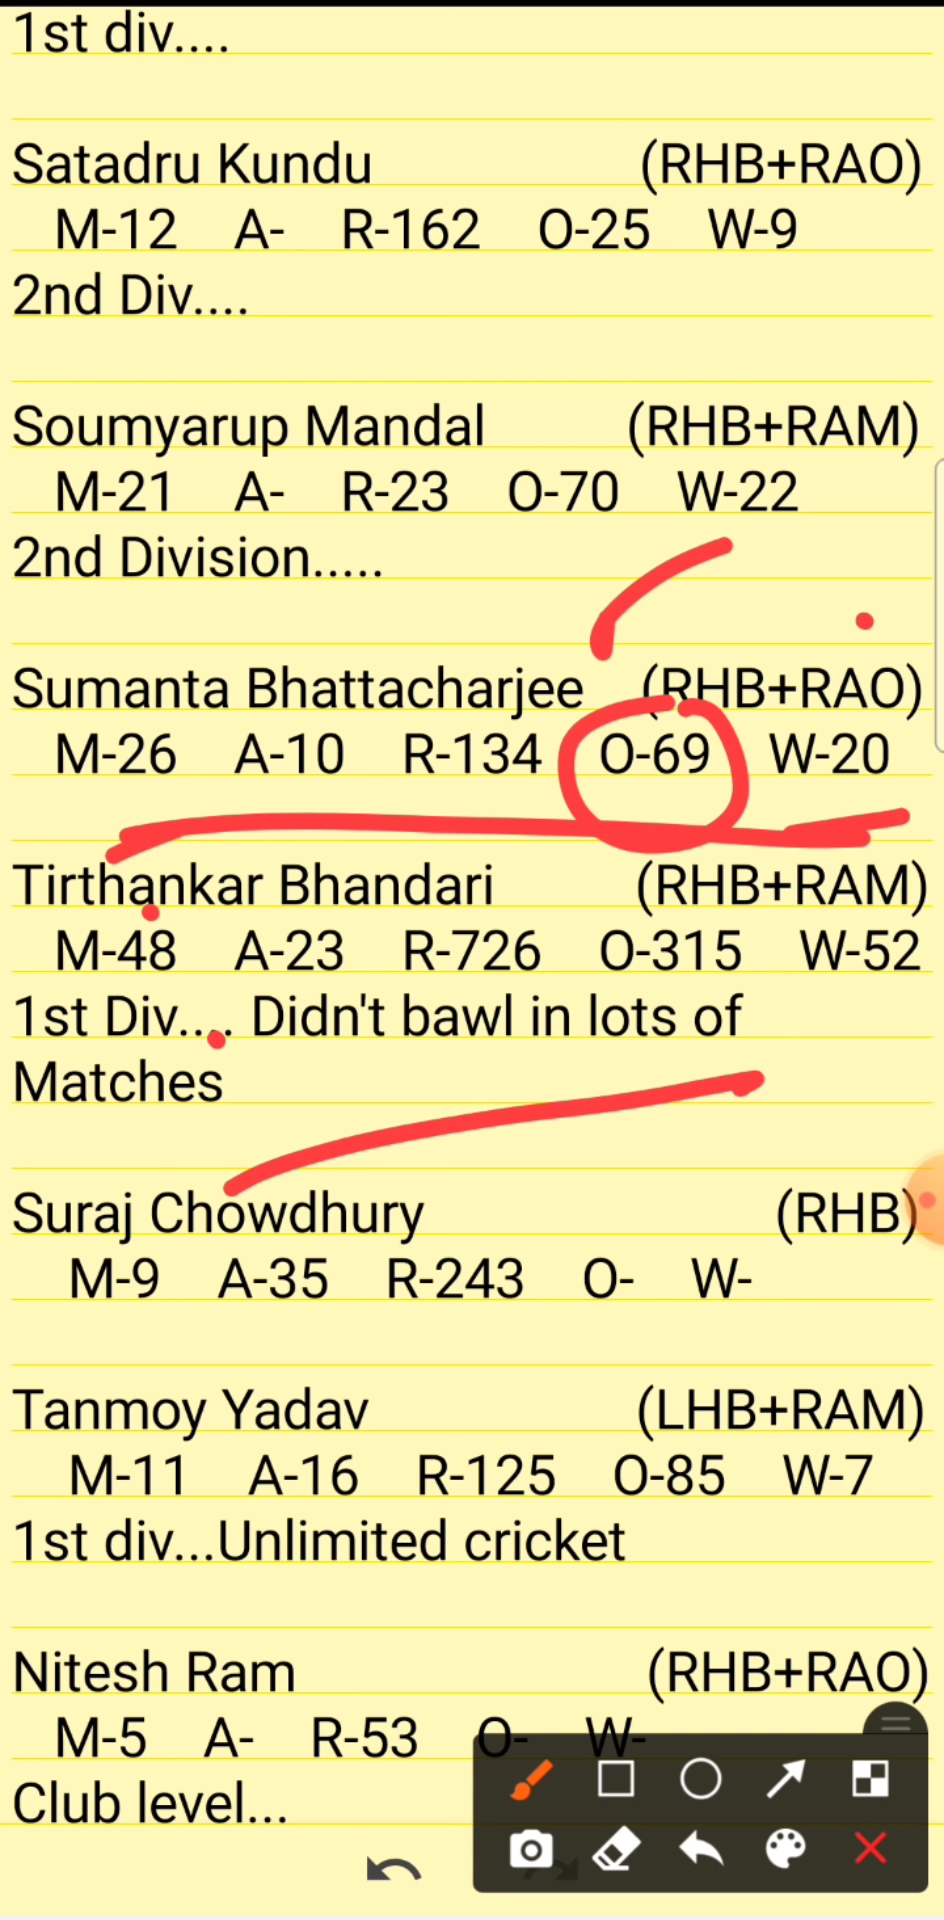 1st div....
Satadru Kundu (RHB+RAO)
M-12 A- R-162 O-25 W-9
2nd Div....
Soumyarup Mandal (RHB+RAM)
M-21 A- R-23 O-70 W-22
2nd Division.....
Sumanta Bhattacharjee (RHB+RAO)
M-26 A-10 R-134 O-69 W-20
Tirthankar Bhandari (RHB+RAM)
M-48 A-23 R-726 O-315 W-52
1st Div.... Didn't bawl in lots of
Matches
Suraj Chowdhury (RHB)
M-9 A-35 R-243 O- W-
Tanmoy Yadav (LHB+RAM)
M-11 A-16 R-125 O-85 W-7
1st div...Unlimited cricket
Nitesh Ram (RHB+RAO)
M-5 A- R-53 O- W-
Club level...